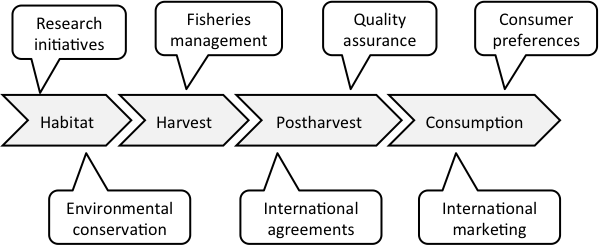 Research
initiatives
Fisheries
management
Quality
assurance
Consumer
preferences
Habitat
Harvest
Postharvest
Consumption
Environmental
conservation
International
agreements
International
marketing